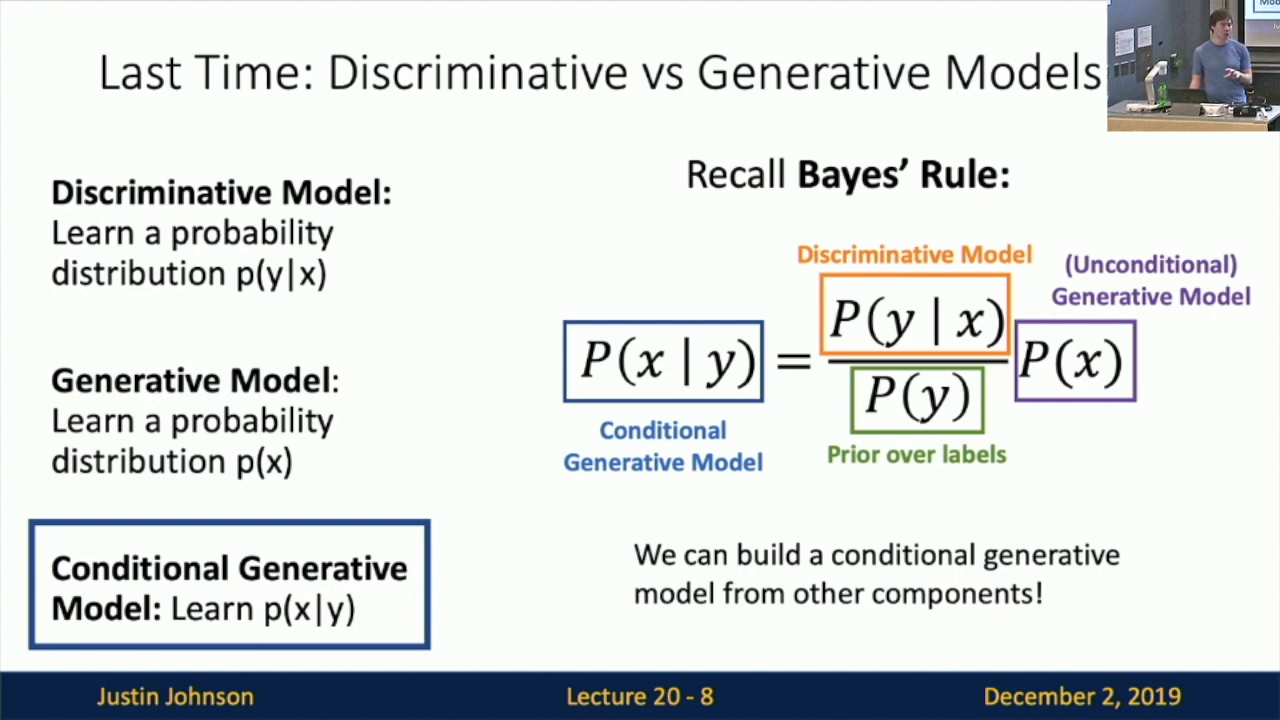 Last Time: Discriminative vs Generative Models
Discriminative Model:
Learn a probability
distribution p(y|x)
Generative Model:
Learn a probability
distribution p(x)
Conditional Generative
Model: Learn p(x|y)
Recall Bayes’ Rule:
Discriminative Model
(Unconditional)
Generative Model
P(x | y) = P(y | x) / P(y) P(x)
Conditional
Generative Model
Prior over labels
We can build a conditional generative
model from other components!
Justin Johnson
Lecture 20 - 8
December 2, 2019